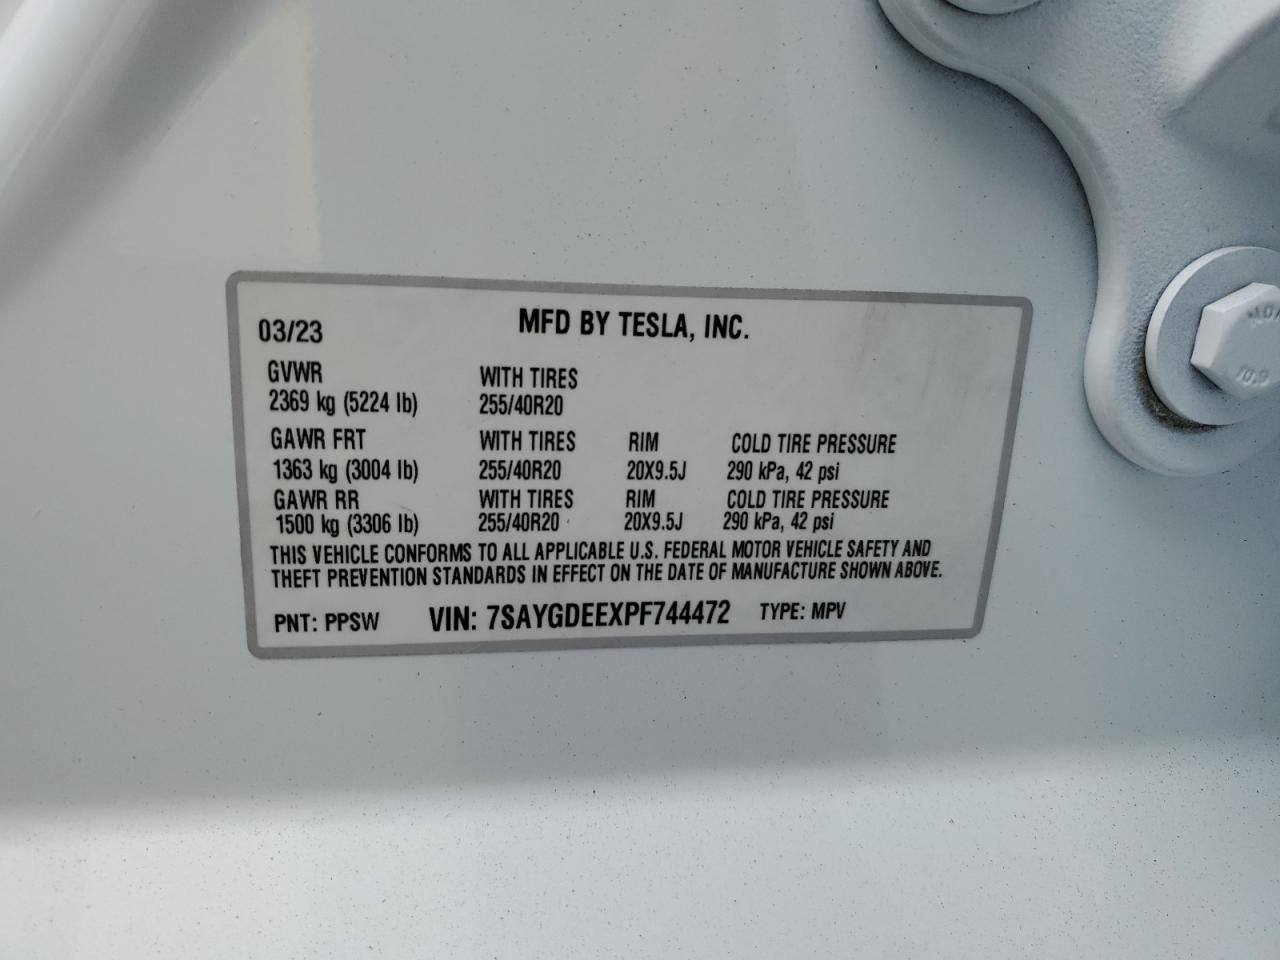 03/23 MFD BY TESLA, INC.
GVWR WITH TIRES
2369 kg (5224 lb) 255/40R20
GAWR FRT WITH TIRES RIM COLD TIRE PRESSURE
1363 kg (3004 lb) 255/40R20 20X9.5J 290 kPa, 42 psi
GAWR RR WITH TIRES RIM COLD TIRE PRESSURE
1500 kg (3306 lb) 255/40R20 20X9.5J 290 kPa, 42 psi
THIS VEHICLE CONFORMS TO ALL APPLICABLE U.S. FEDERAL MOTOR VEHICLE SAFETY AND
THEFT PREVENTION STANDARDS IN EFFECT ON THE DATE OF MANUFACTURE SHOWN ABOVE.
PNT: PPSW VIN: 7SAYGDEEXPF744472 TYPE: MPV
10.9